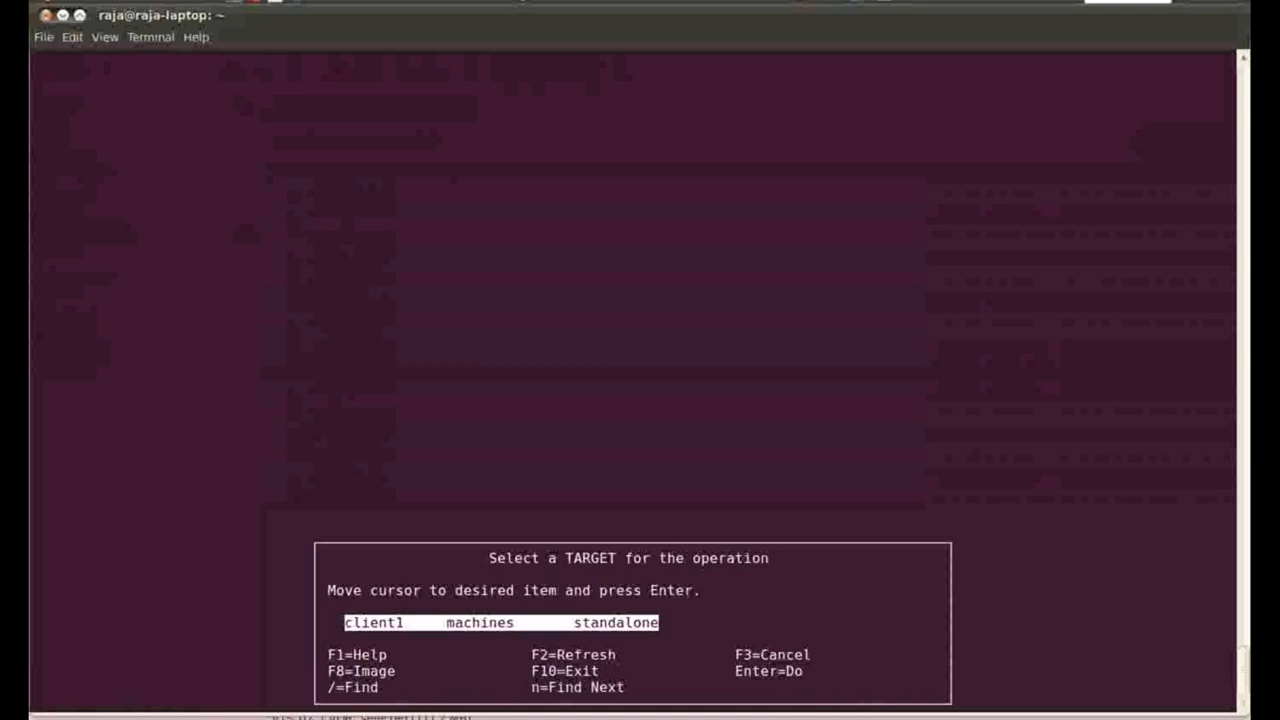 raja@raja-laptop: ~
File Edit View Terminal Help
Select a TARGET for the operation
Move cursor to desired item and press Enter.
client1 machines standalone
F1=Help F2=Refresh F3=Cancel
F8=Image F10=Exit Enter=Do
/=Find n=Find Next